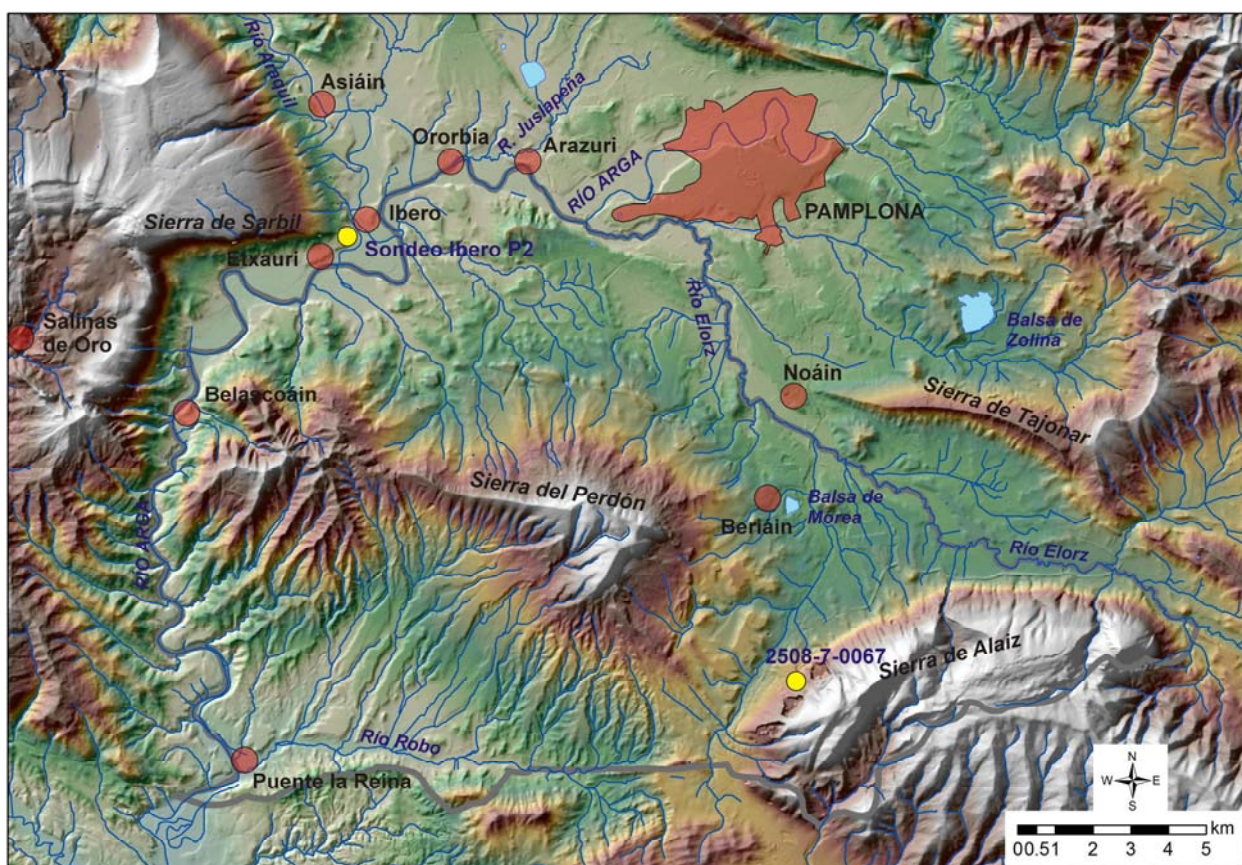 Río Araquil
Asiáin
R. Juslapeña
Ororbia
Arazuri
RÍO ARGA
PAMPLONA
Ibero
Sierra de Sarbil
Sondeo Ibero P2
Etxauri
Río Elorz
Balsa de
Zolina
Salinas
de Oro
Noáin
Sierra de Tajonar
Belascoáin
Sierra del Perdón
Balsa de
Morea
Beriáin
RÍO ARGA
Río Elorz
2508-7-0067
Sierra de Alaiz
Río Robo
Puente la Reina
N
W E
S
km
0 0.5 1 2 3 4 5